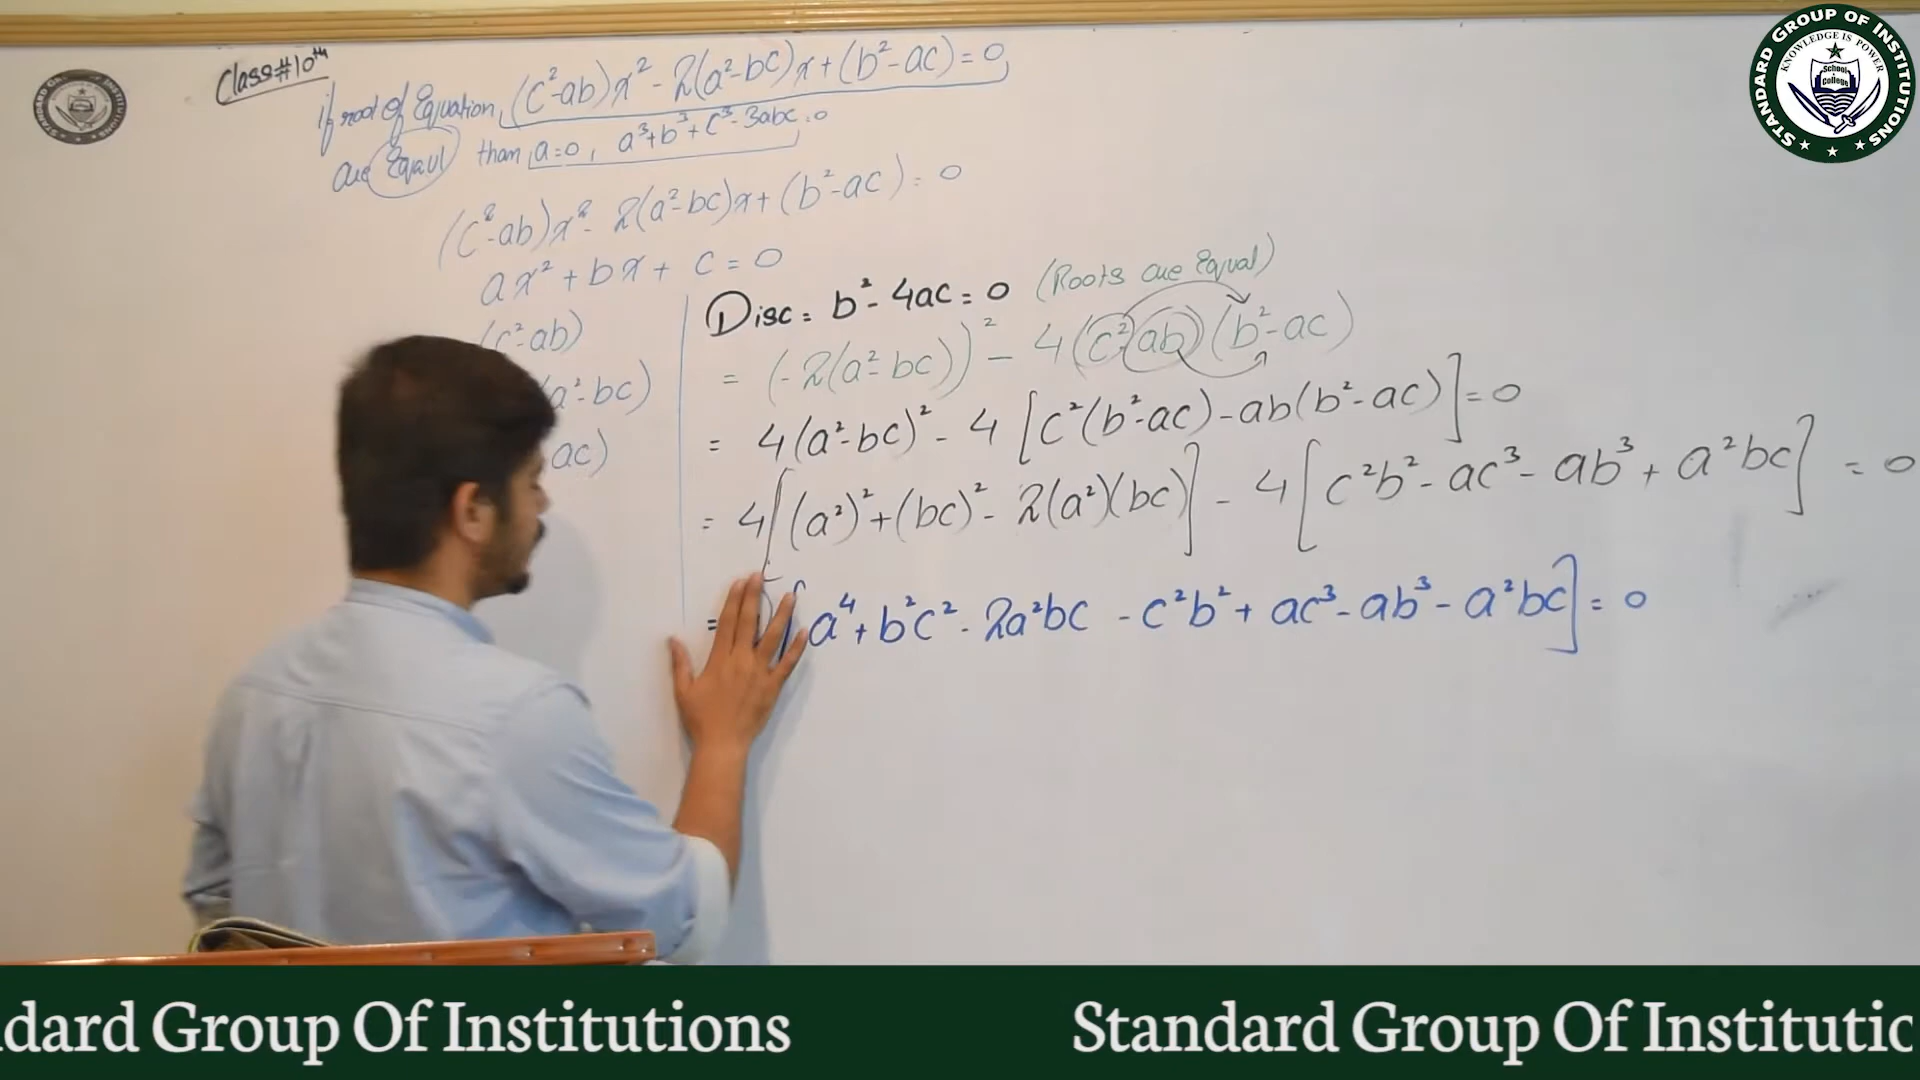 Class#10th
If root of Equation, (c²-ab)x² - 2(a²-bc)x + (b²-ac) = 0
are Eqaul than, a=0, a³+b³+c³-3abc=0
(c²-ab)x² - 2(a²-bc)x + (b²-ac) = 0
ax² + bx + c = 0
(c²-ab)
(a²-bc)
ac)
Disc = b² - 4ac = 0 (Roots are Equal)
= (-2(a²-bc))² - 4(c²-ab)(b²-ac)
= 4(a²-bc)² - 4[c²(b²-ac) - ab(b²-ac)] = 0
= 4[(a²)² + (bc)² - 2(a²)(bc)] - 4[c²b² - ac³ - ab³ + a²bc] = 0
= [a⁴ + b²c² - 2a²bc - c²b² + ac³ - ab³ - a²bc] = 0
STANDARD GROUP OF INSTITUTIONS
KNOWLEDGE IS POWER
School & College
dard Group Of Institutions
Standard Group Of Institutic